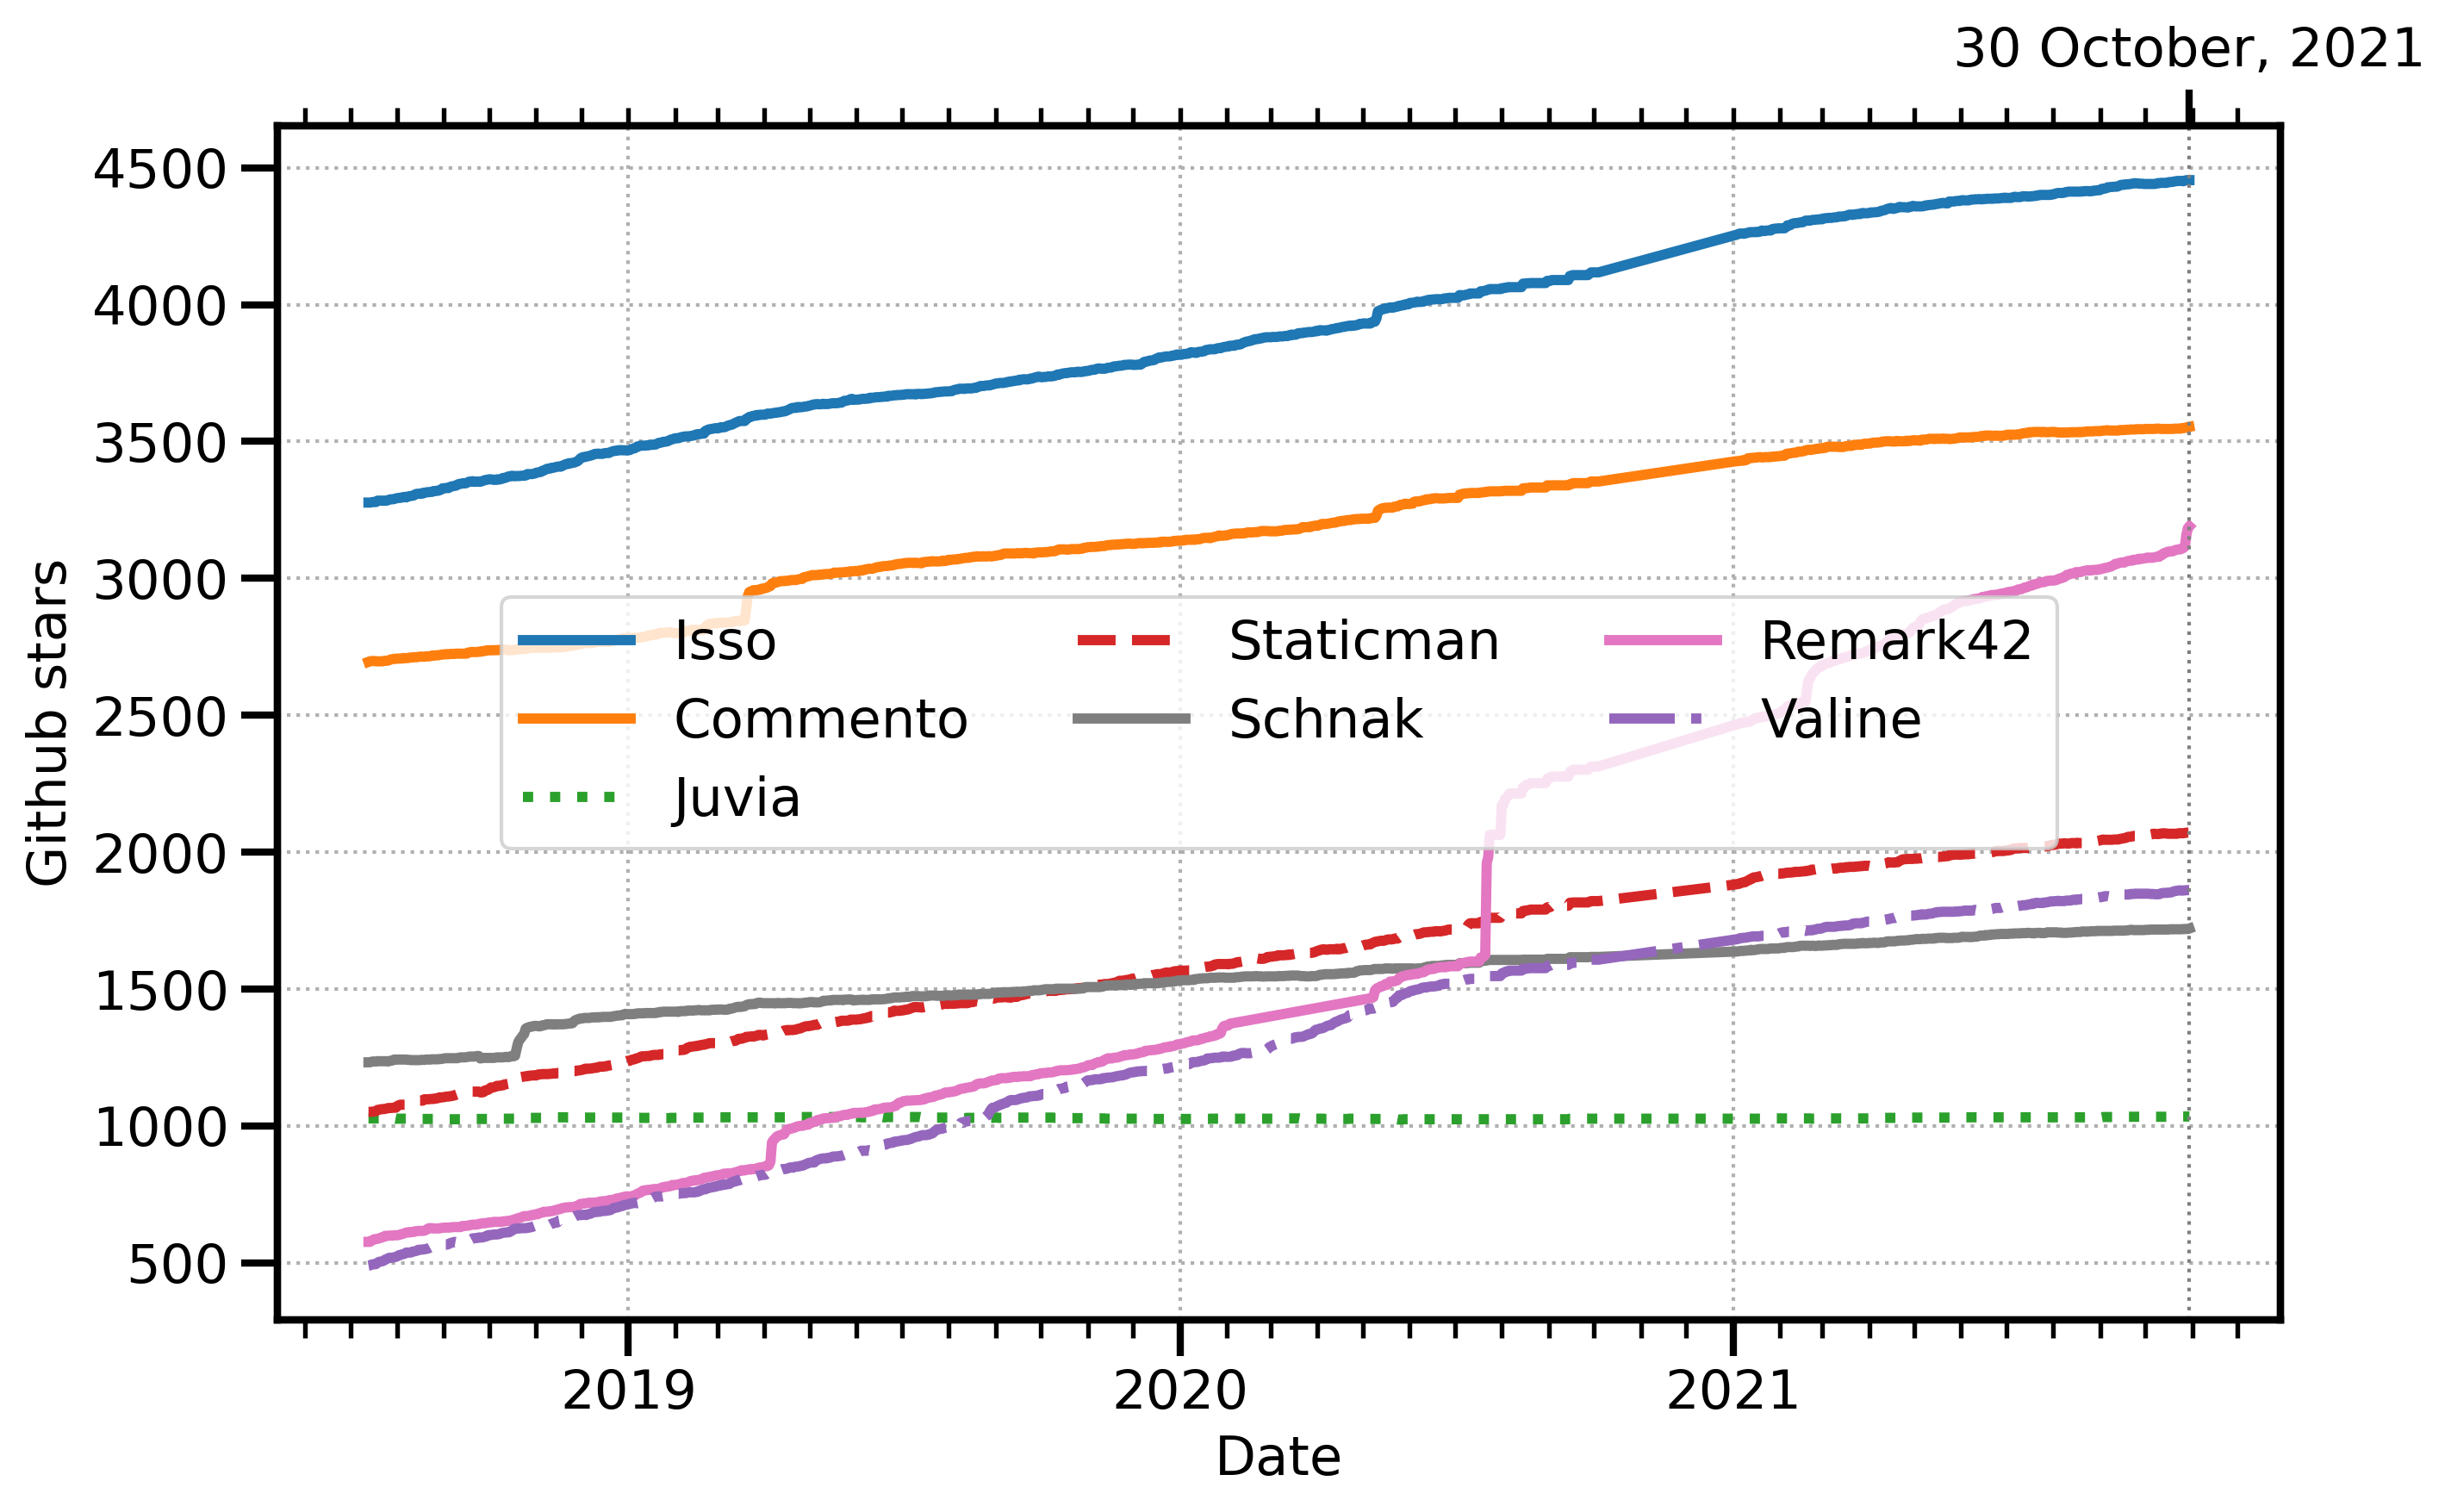 30 October, 2021
4500
4000
3500
3000
2500
2000
1500
1000
500
Github stars
Isso
Commento
Juvia
Staticman
Schnak
Remark42
Valine
2019
2020
2021
Date